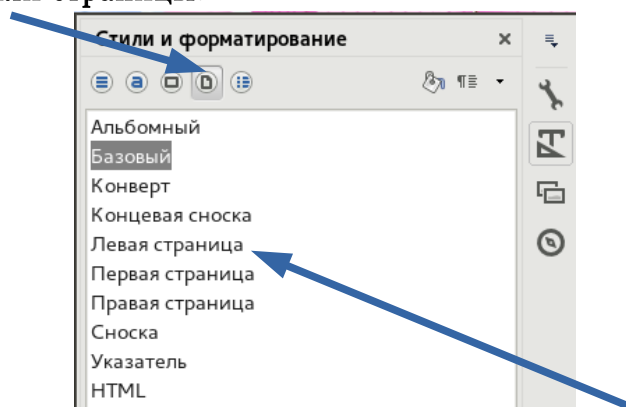 Стили и форматирование
Альбомный
Базовый
Конверт
Концевая сноска
Левая страница
Первая страница
Правая страница
Сноска
Указатель
HTML